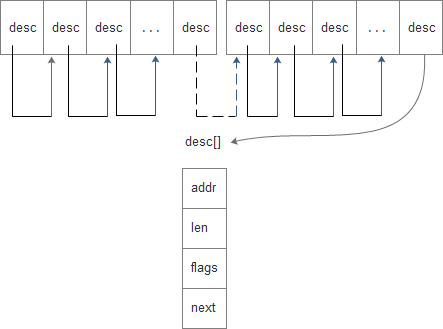 desc desc desc ... desc desc desc desc ... desc
desc[]
addr
len
flags
next